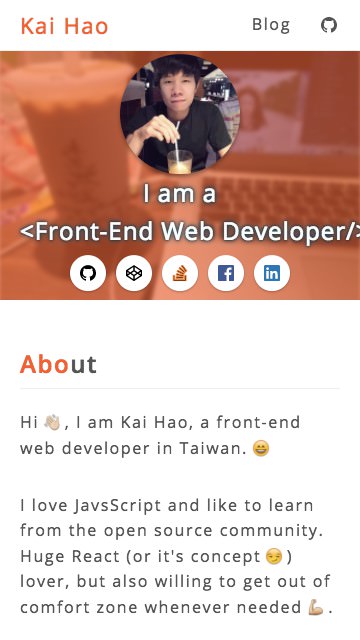 Kai Hao
Blog
I am a
<Front-End Web Developer/>
About
Hi 👋🏻, I am Kai Hao, a front-end
web developer in Taiwan. 😄
I love JavsScript and like to learn
from the open source community.
Huge React (or it's concept 😏)
lover, but also willing to get out of
comfort zone whenever needed 💪🏻.